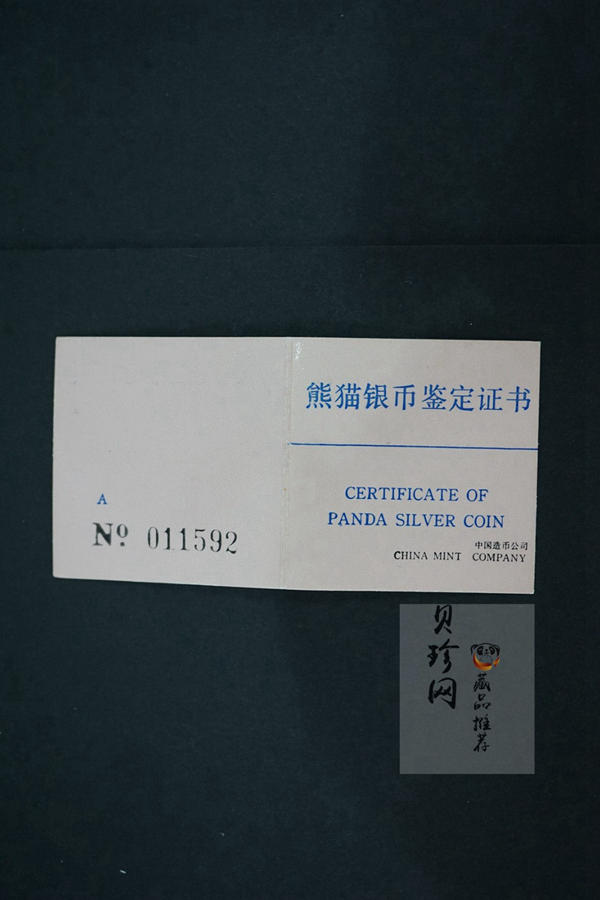 A
Nº 011592
熊猫银币鉴定证书
CERTIFICATE OF
PANDA SILVER COIN
中国造币公司
CHINA MINT COMPANY
贝珍网
藏品推荐